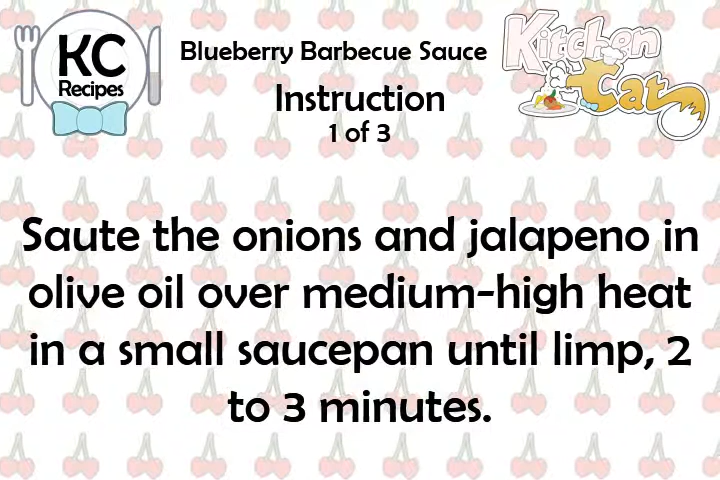 KC
Recipes
Blueberry Barbecue Sauce
Instruction
1 of 3
Kitchen
Cat
Saute the onions and jalapeno in
olive oil over medium-high heat
in a small saucepan until limp, 2
to 3 minutes.